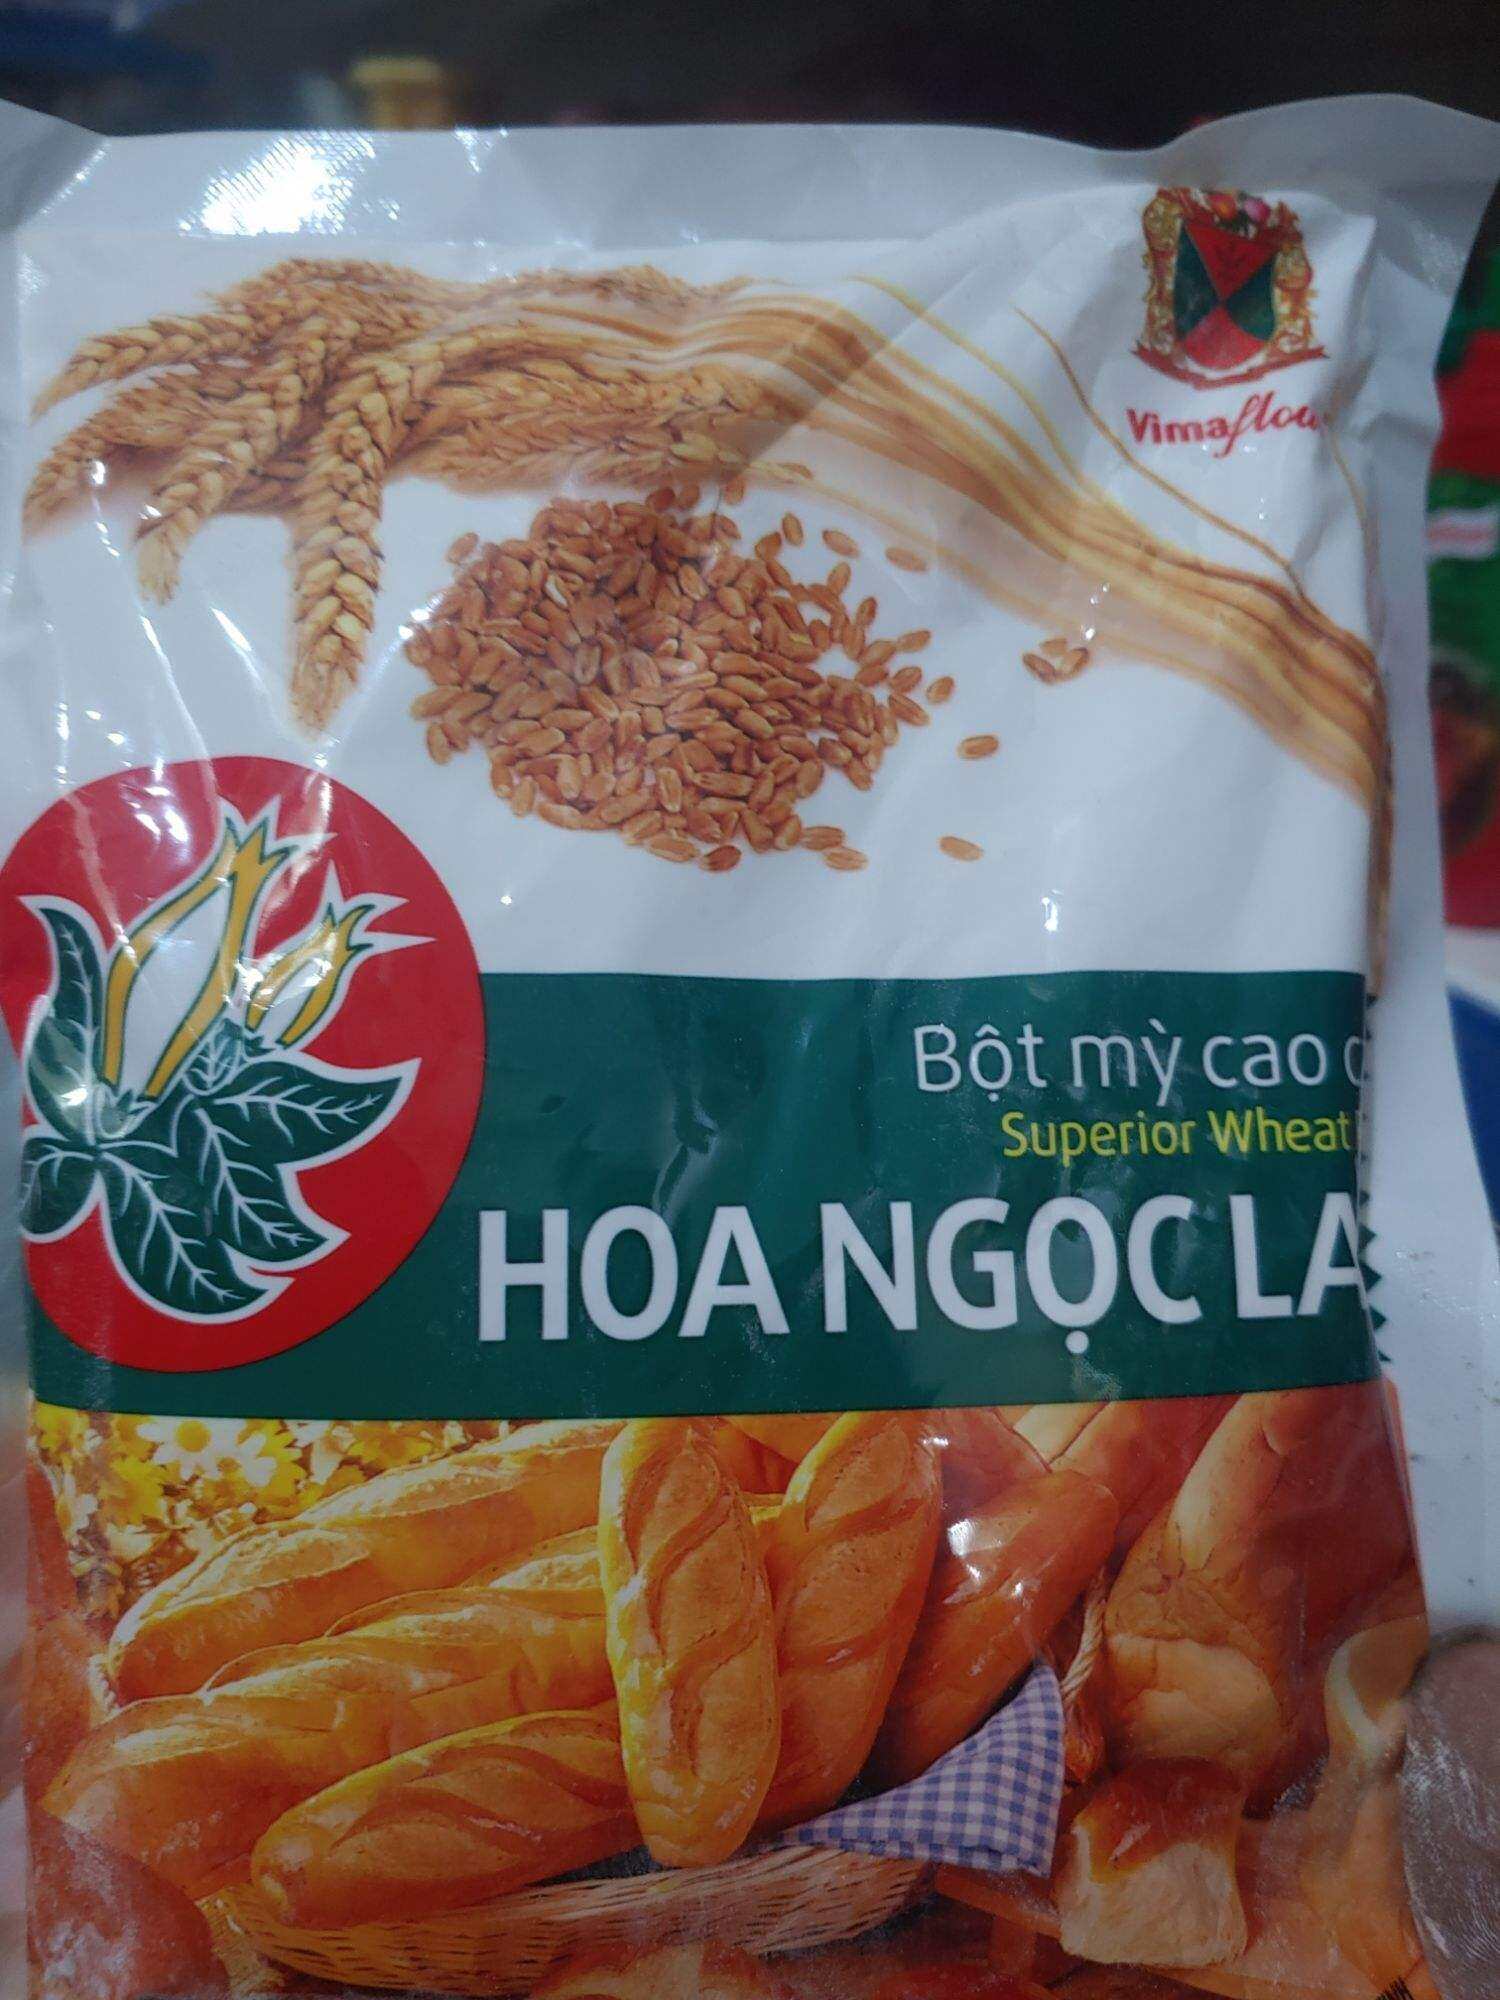 Vimaflou
Bột mỳ cao c
Superior Wheat
HOA NGỌC LA